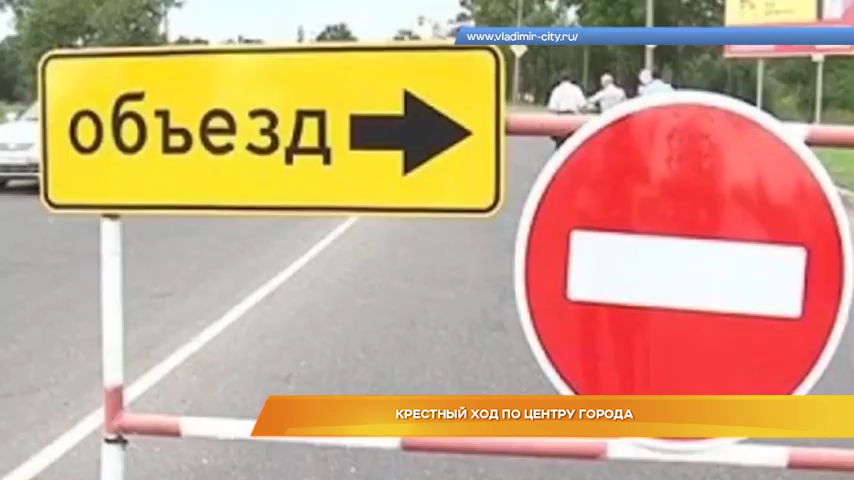 www.vladimir-city.ru/
объезд
КРЕСТНЫЙ ХОД ПО ЦЕНТРУ ГОРОДА